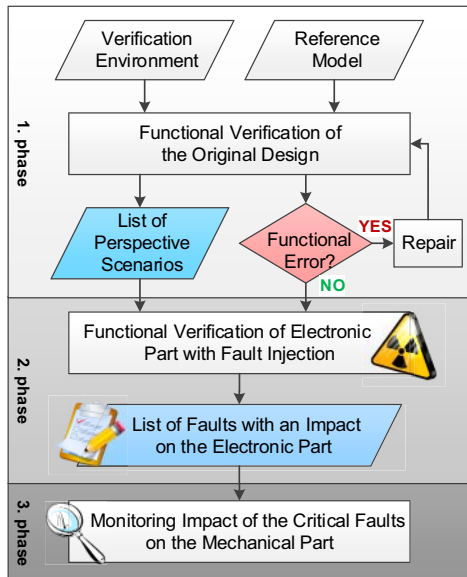 Verification
Environment
Reference
Model
1. phase
Functional Verification of
the Original Design
List of
Perspective
Scenarios
Functional
Error?
YES
Repair
NO
2. phase
Functional Verification of Electronic
Part with Fault Injection
List of Faults with an Impact
on the Electronic Part
3. phase
Monitoring Impact of the Critical Faults
on the Mechanical Part